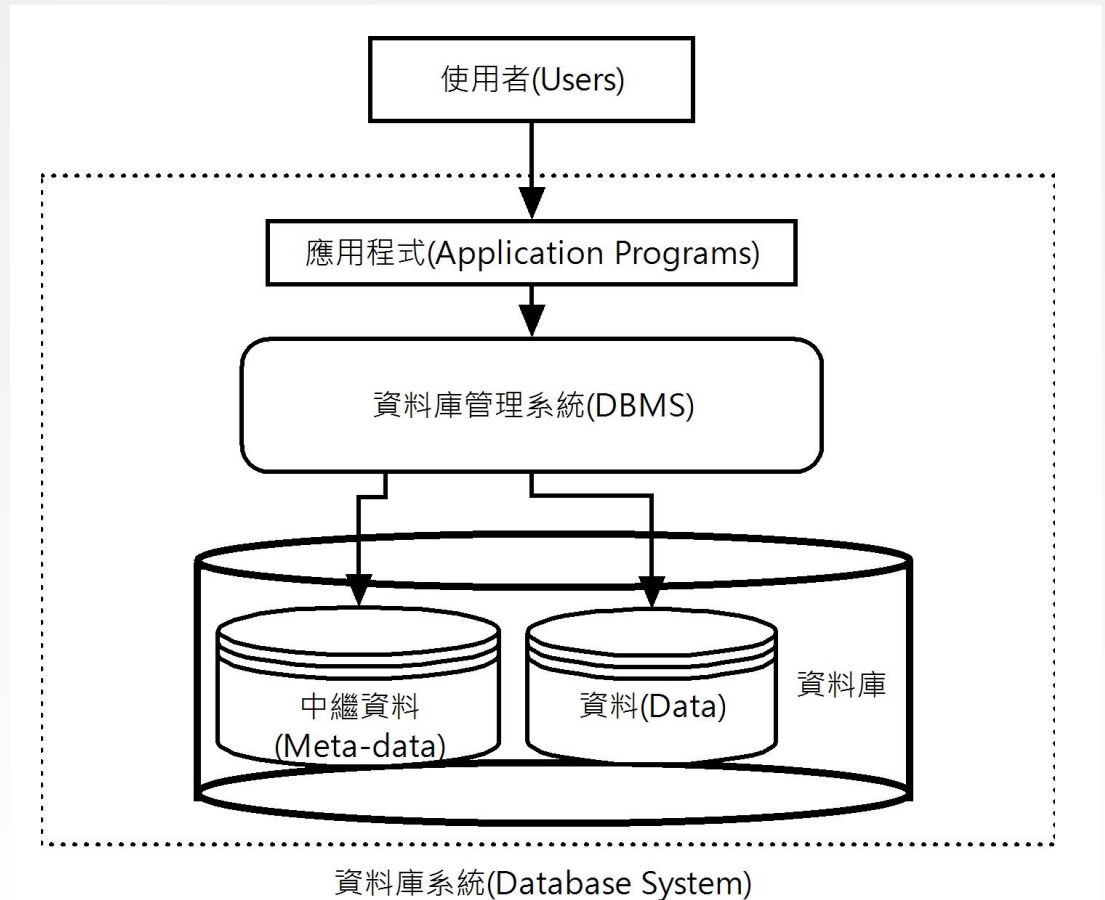 使用者(Users)
應用程式(Application Programs)
資料庫管理系統(DBMS)
中繼資料
(Meta-data)
資料(Data)
資料庫
資料庫系統(Database System)